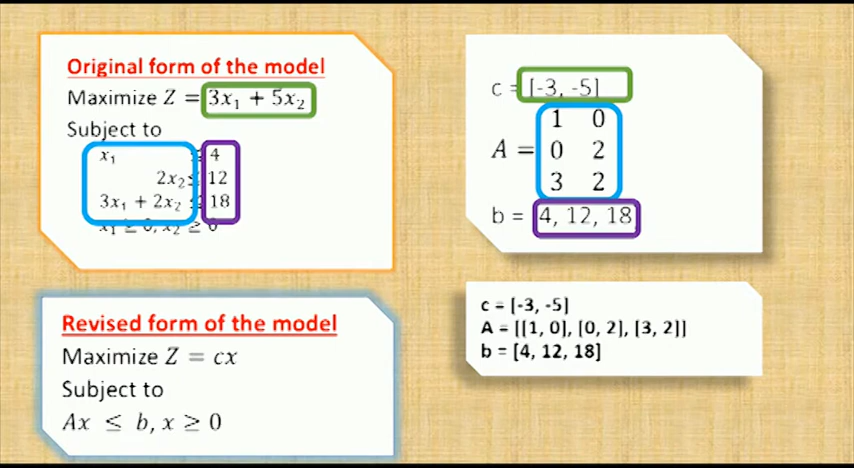 Original form of the model
Maximize Z = 3x₁ + 5x₂
Subject to
x₁ ≤ 4
2x₂ ≤ 12
3x₁ + 2x₂ ≤ 18
x₁ ≥ 0, x₂ ≥ 0
Revised form of the model
Maximize Z = cx
Subject to
Ax ≤ b, x ≥ 0
c = [-3, -5]
1 0
A = 0 2
3 2
b = 4, 12, 18
c = [-3, -5]
A = [[1, 0], [0, 2], [3, 2]]
b = [4, 12, 18]